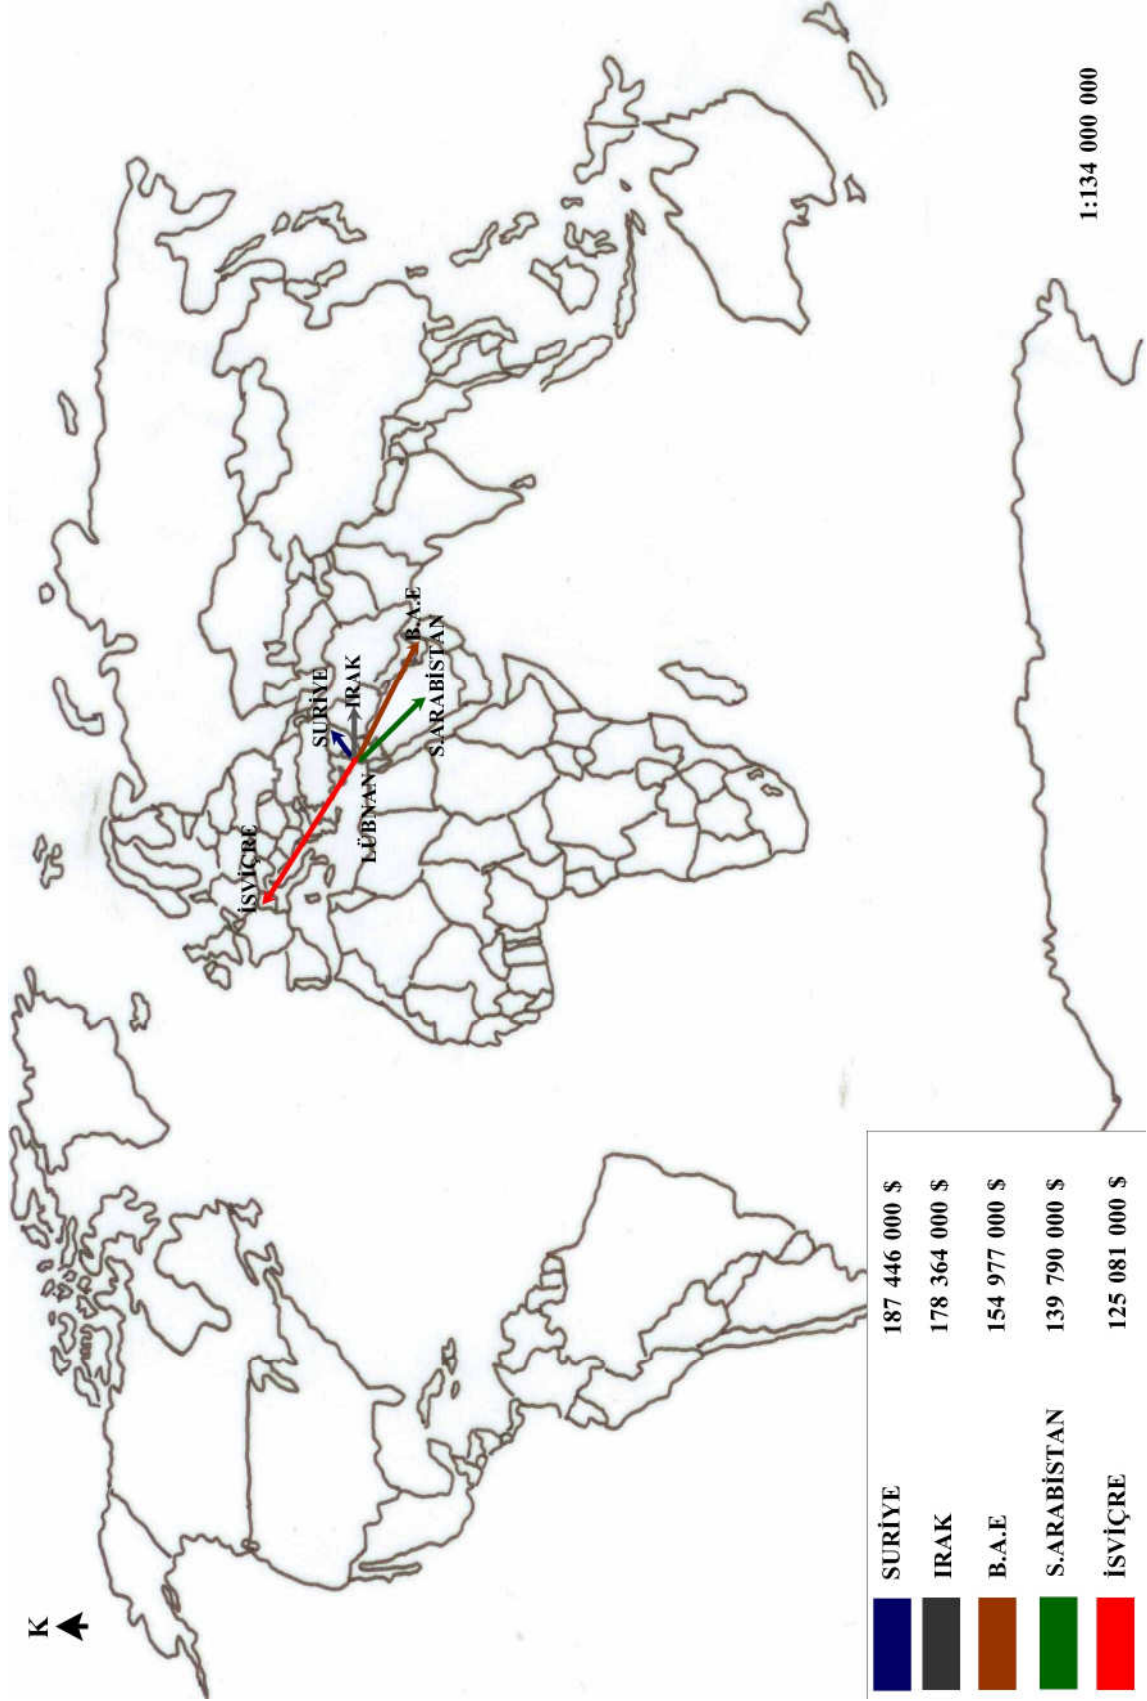 K
İSVİÇRE
SURİYE
IRAK
LÜBNAN
B.A.E
S.ARABİSTAN
1:134 000 000
SURİYE 187 446 000 $
IRAK 178 364 000 $
B.A.E 154 977 000 $
S.ARABİSTAN 139 790 000 $
İSVİÇRE 125 081 000 $